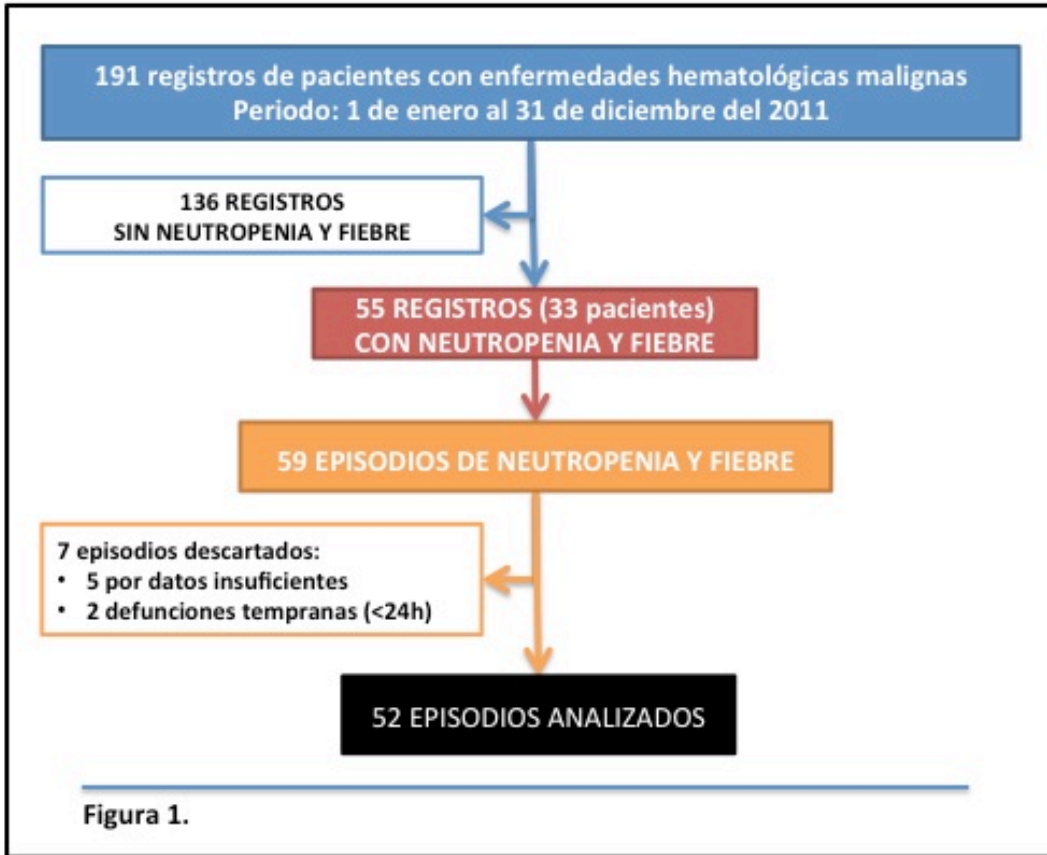 191 registros de pacientes con enfermedades hematológicas malignas
Periodo: 1 de enero al 31 de diciembre del 2011
136 REGISTROS
SIN NEUTROPENIA Y FIEBRE
55 REGISTROS (33 pacientes)
CON NEUTROPENIA Y FIEBRE
59 EPISODIOS DE NEUTROPENIA Y FIEBRE
7 episodios descartados:
• 5 por datos insuficientes
• 2 defunciones tempranas (<24h)
52 EPISODIOS ANALIZADOS
Figura 1.